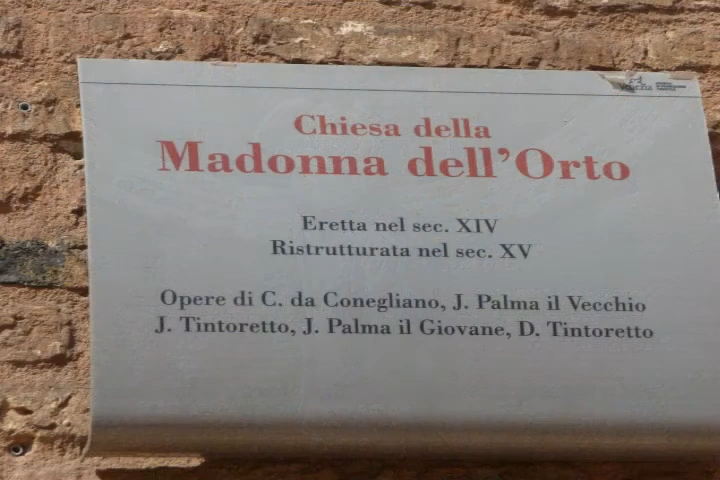 Chiesa della
Madonna dell'Orto
Eretta nel sec. XIV
Ristrutturata nel sec. XV
Opere di C. da Conegliano, J. Palma il Vecchio
J. Tintoretto, J. Palma il Giovane, D. Tintoretto